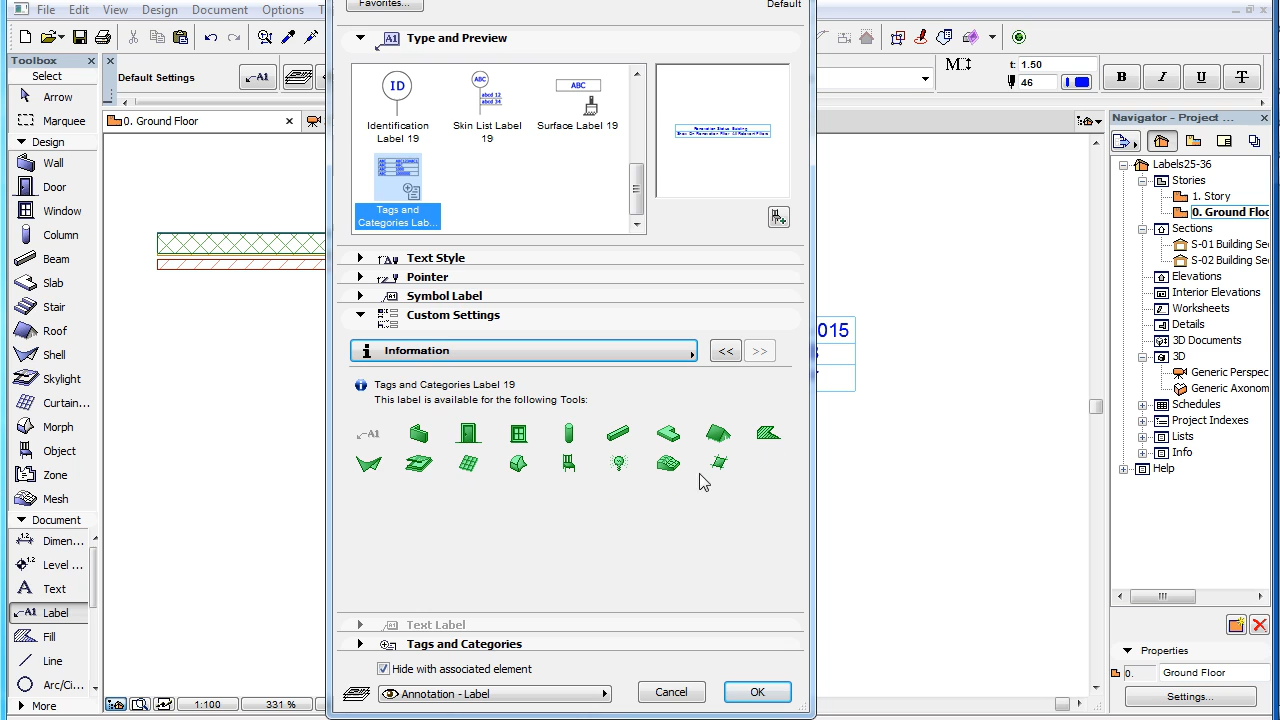 File Edit View Design Document Options T
Favorites... Default
Toolbox
Select
Arrow
Marquee
Design
Wall
Door
Window
Column
Beam
Slab
Stair
Roof
Shell
Skylight
Curtain...
Morph
Object
Zone
Mesh
Document
Dimen...
Level ...
Text
Label
Fill
Line
Arc/Ci...
More
Default Settings
A1
0. Ground Floor
1:100
331 %
A1 Type and Preview
ID
Identification
Label 19
ABC
abcd 12
abcd 34
Skin List Label
19
ABC
Surface Label 19
Tags and
Categories Lab...
Text Style
Pointer
Symbol Label
Custom Settings
Information
<< >>
Tags and Categories Label 19
This label is available for the following Tools:
Text Label
Tags and Categories
Hide with associated element
Annotation - Label
Cancel OK
M
t: 1.50
46
B I U T
015
Navigator - Project ...
Labels25-36
Stories
1. Story
0. Ground Floo
Sections
S-01 Building Se
S-02 Building Se
Elevations
Interior Elevations
Worksheets
Details
3D Documents
3D
Generic Perspec
Generic Axonom
Schedules
Project Indexes
Lists
Info
Help
Properties
0. Ground Floor
Settings...